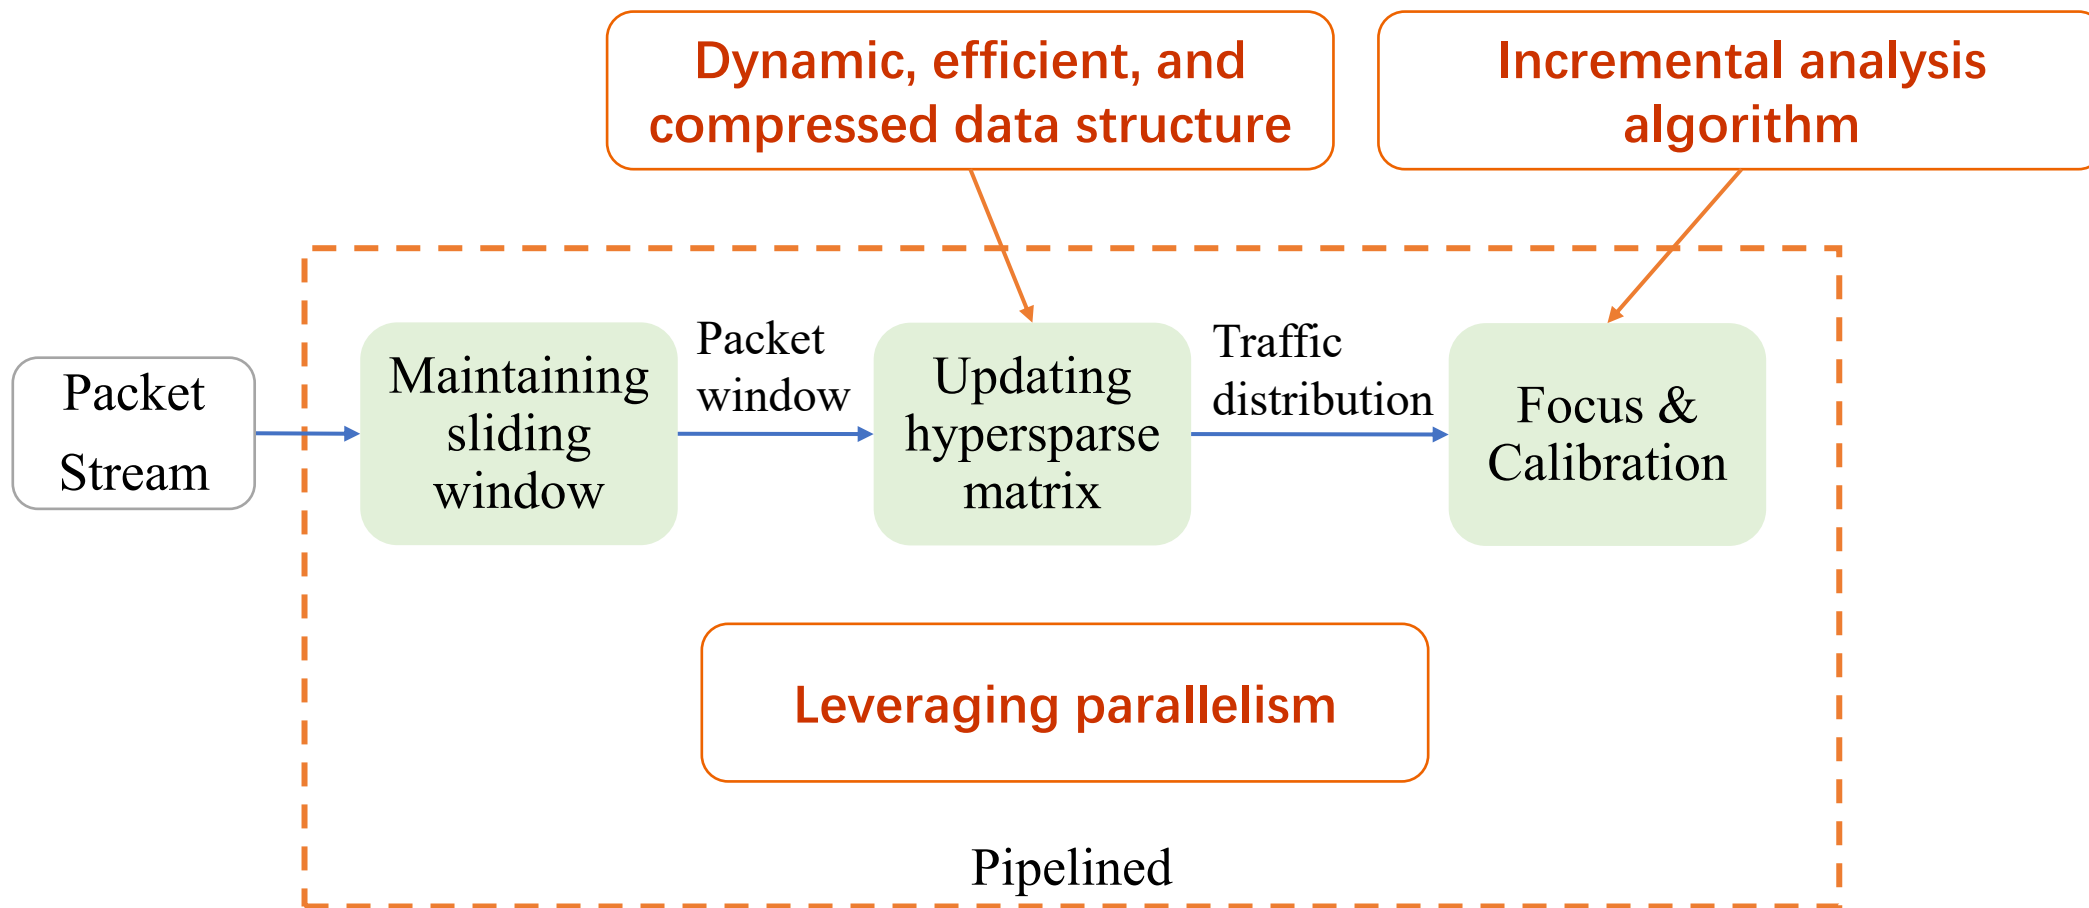 Dynamic, efficient, and
compressed data structure
Incremental analysis
algorithm
Packet
Stream
Maintaining
sliding
window
Packet
window
Updating
hypersparse
matrix
Traffic
distribution
Focus &
Calibration
Leveraging parallelism
Pipelined